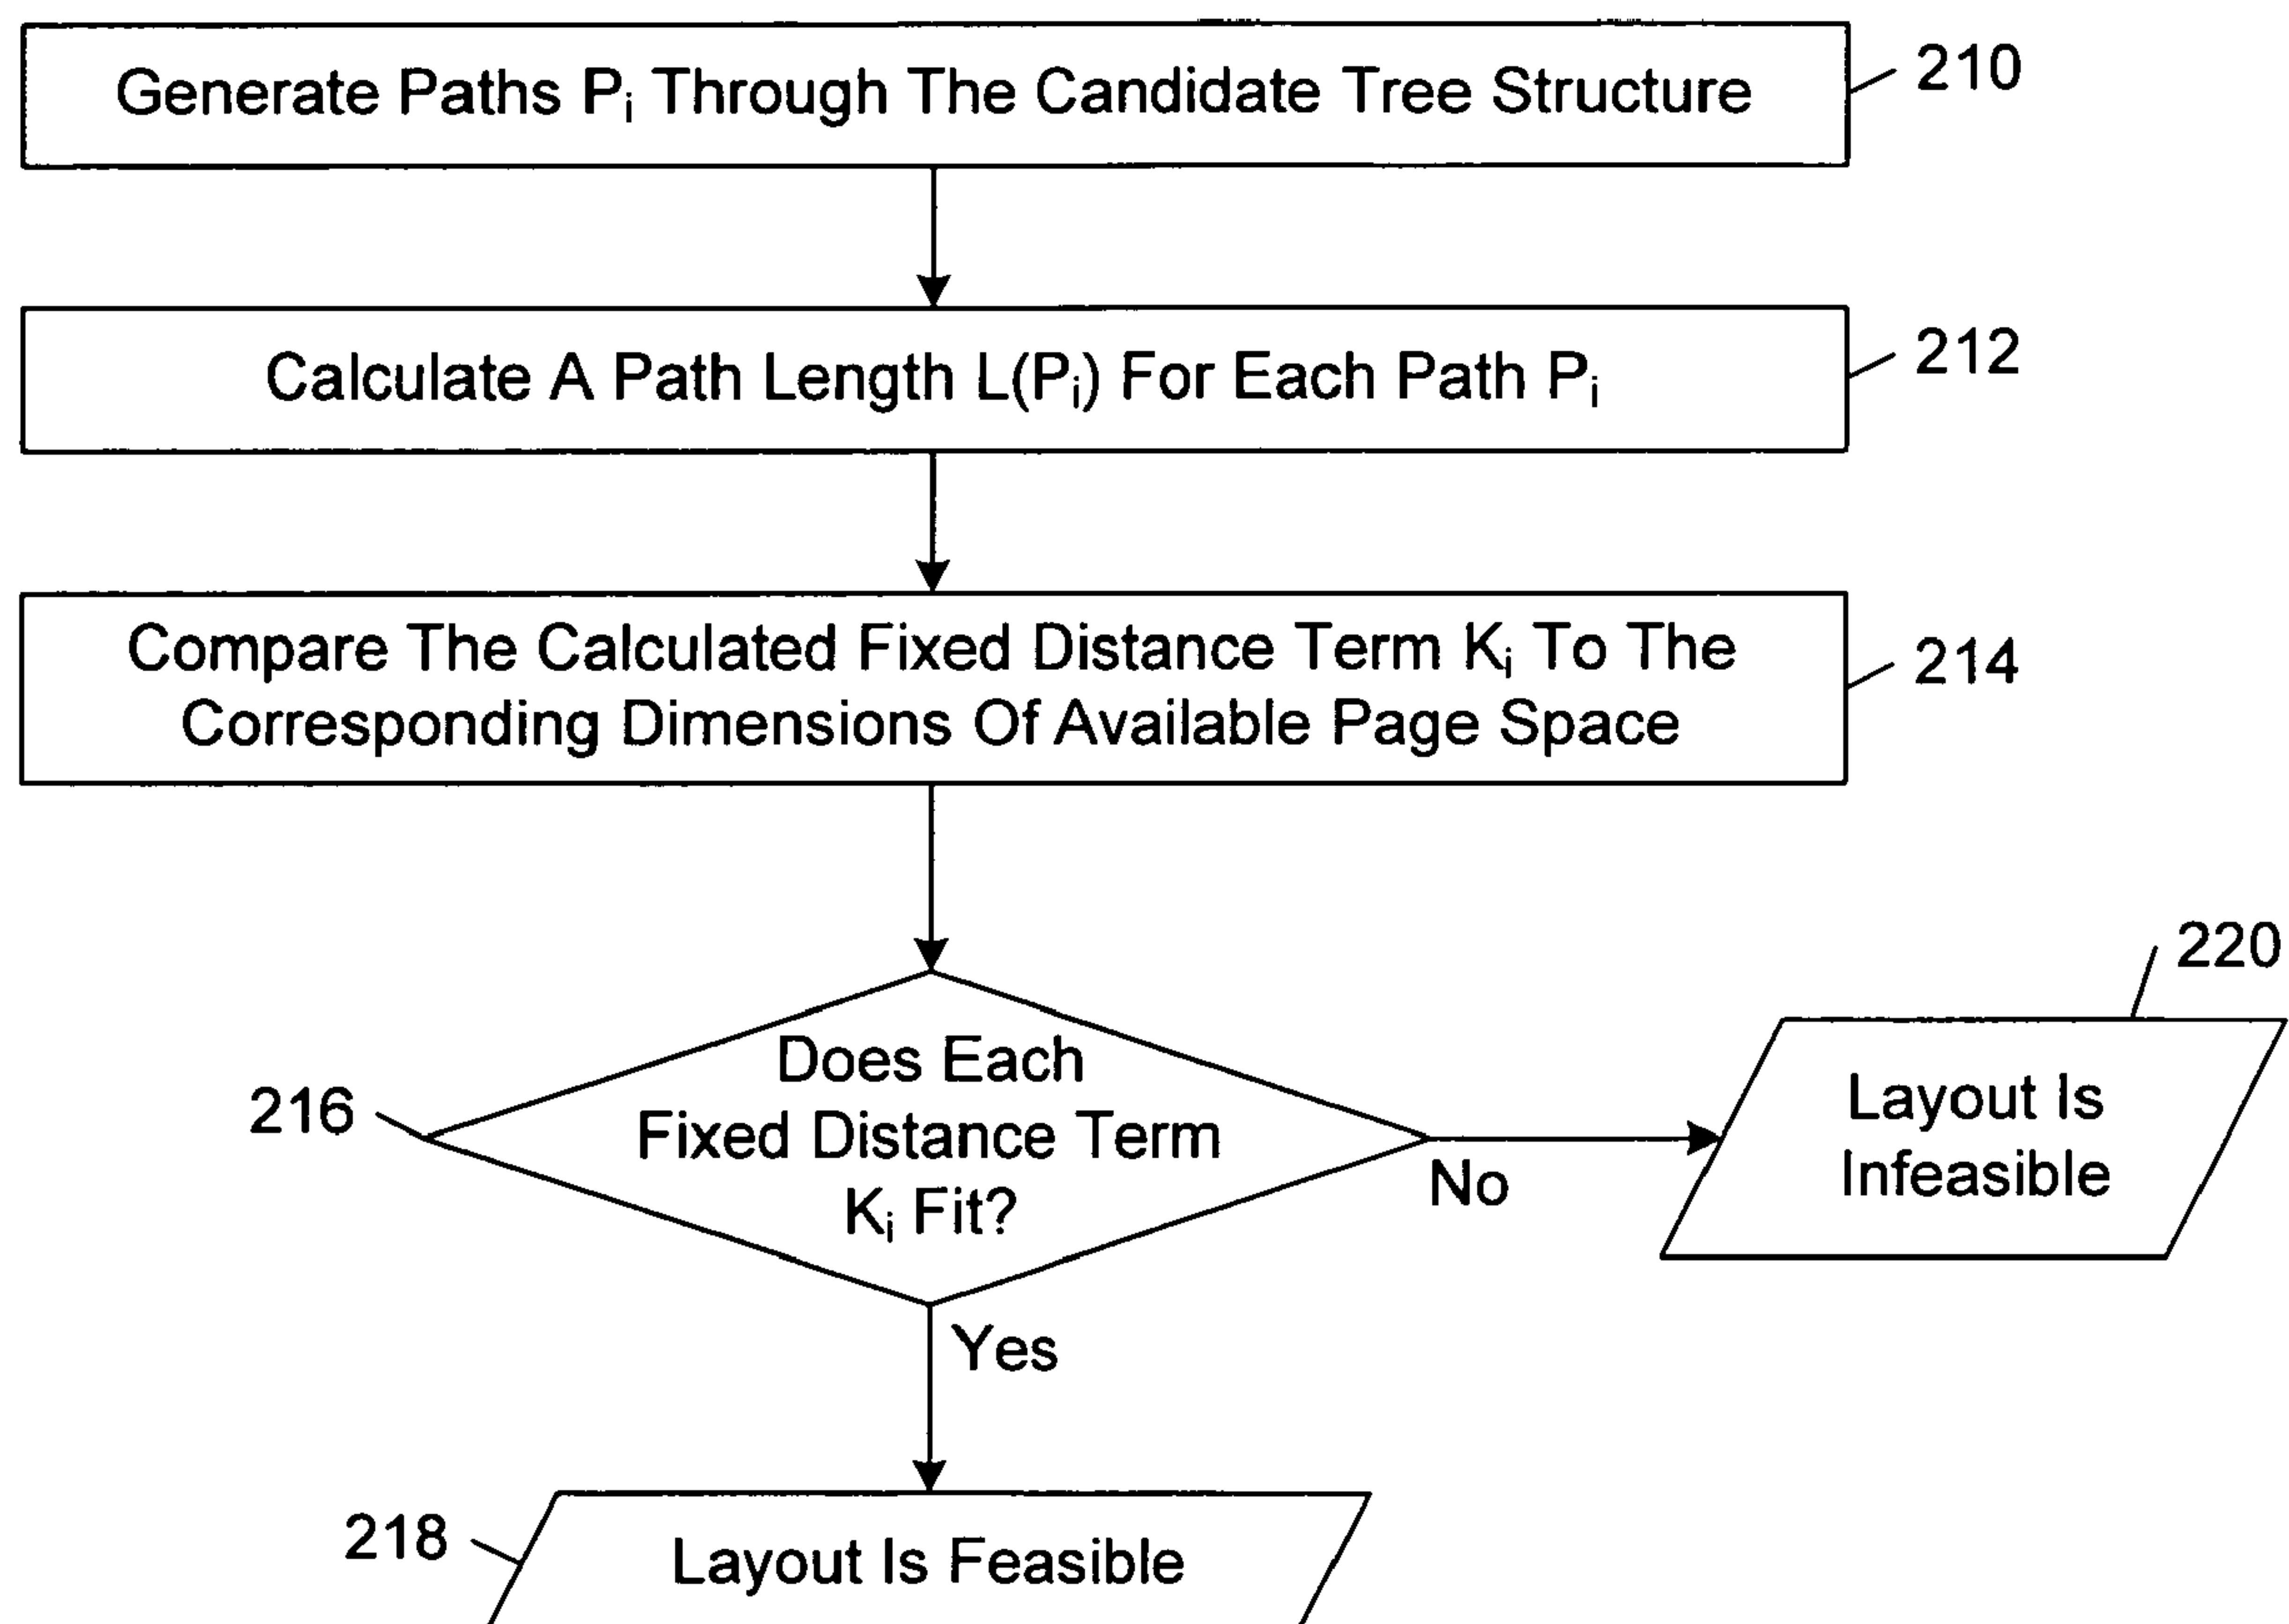 Generate Paths Pi Through The Candidate Tree Structure
210
Calculate A Path Length L(Pi) For Each Path Pi
212
Compare The Calculated Fixed Distance Term Ki To The
Corresponding Dimensions Of Available Page Space
214
220
Does Each
Fixed Distance Term
Ki Fit?
216
Layout Is
Infeasible
No
Yes
218
Layout Is Feasible